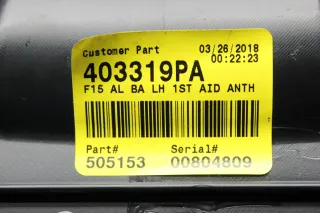 Customer Part 03/26/2018
00:22:23
403319PA
F15 AL BA LH 1ST AID ANTH
Part# Serial#
505153 00804809